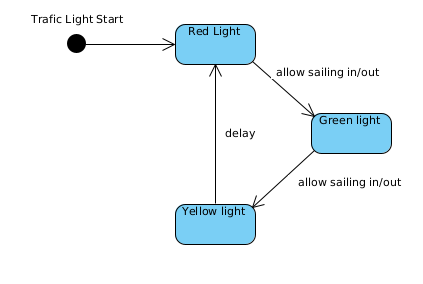 Trafic Light Start
Red Light
allow sailing in/out
Green light
delay
allow sailing in/out
Yellow light